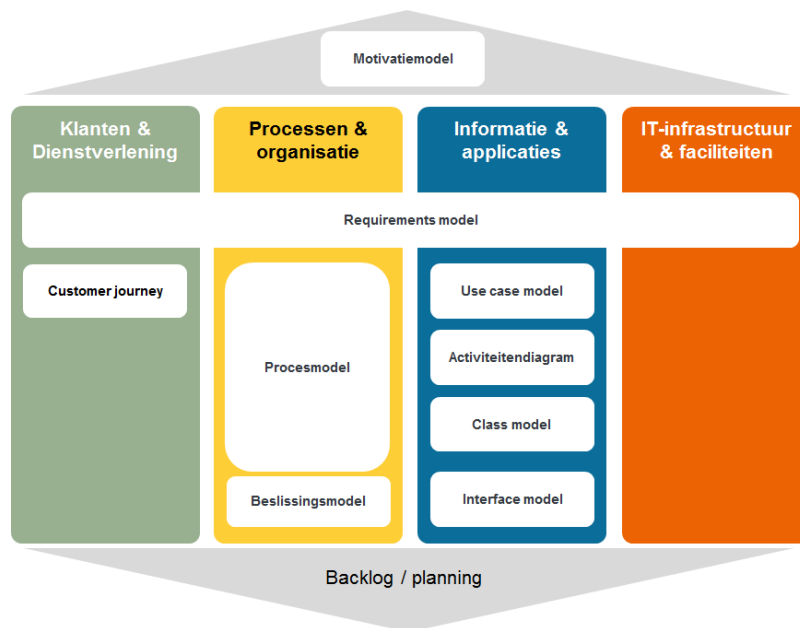 Motivatiemodel
Klanten &
Dienstverlening
Processen &
organisatie
Informatie &
applicaties
IT-infrastructuur
& faciliteiten
Requirements model
Customer journey
Procesmodel
Beslissingsmodel
Use case model
Activiteitendiagram
Class model
Interface model
Backlog / planning